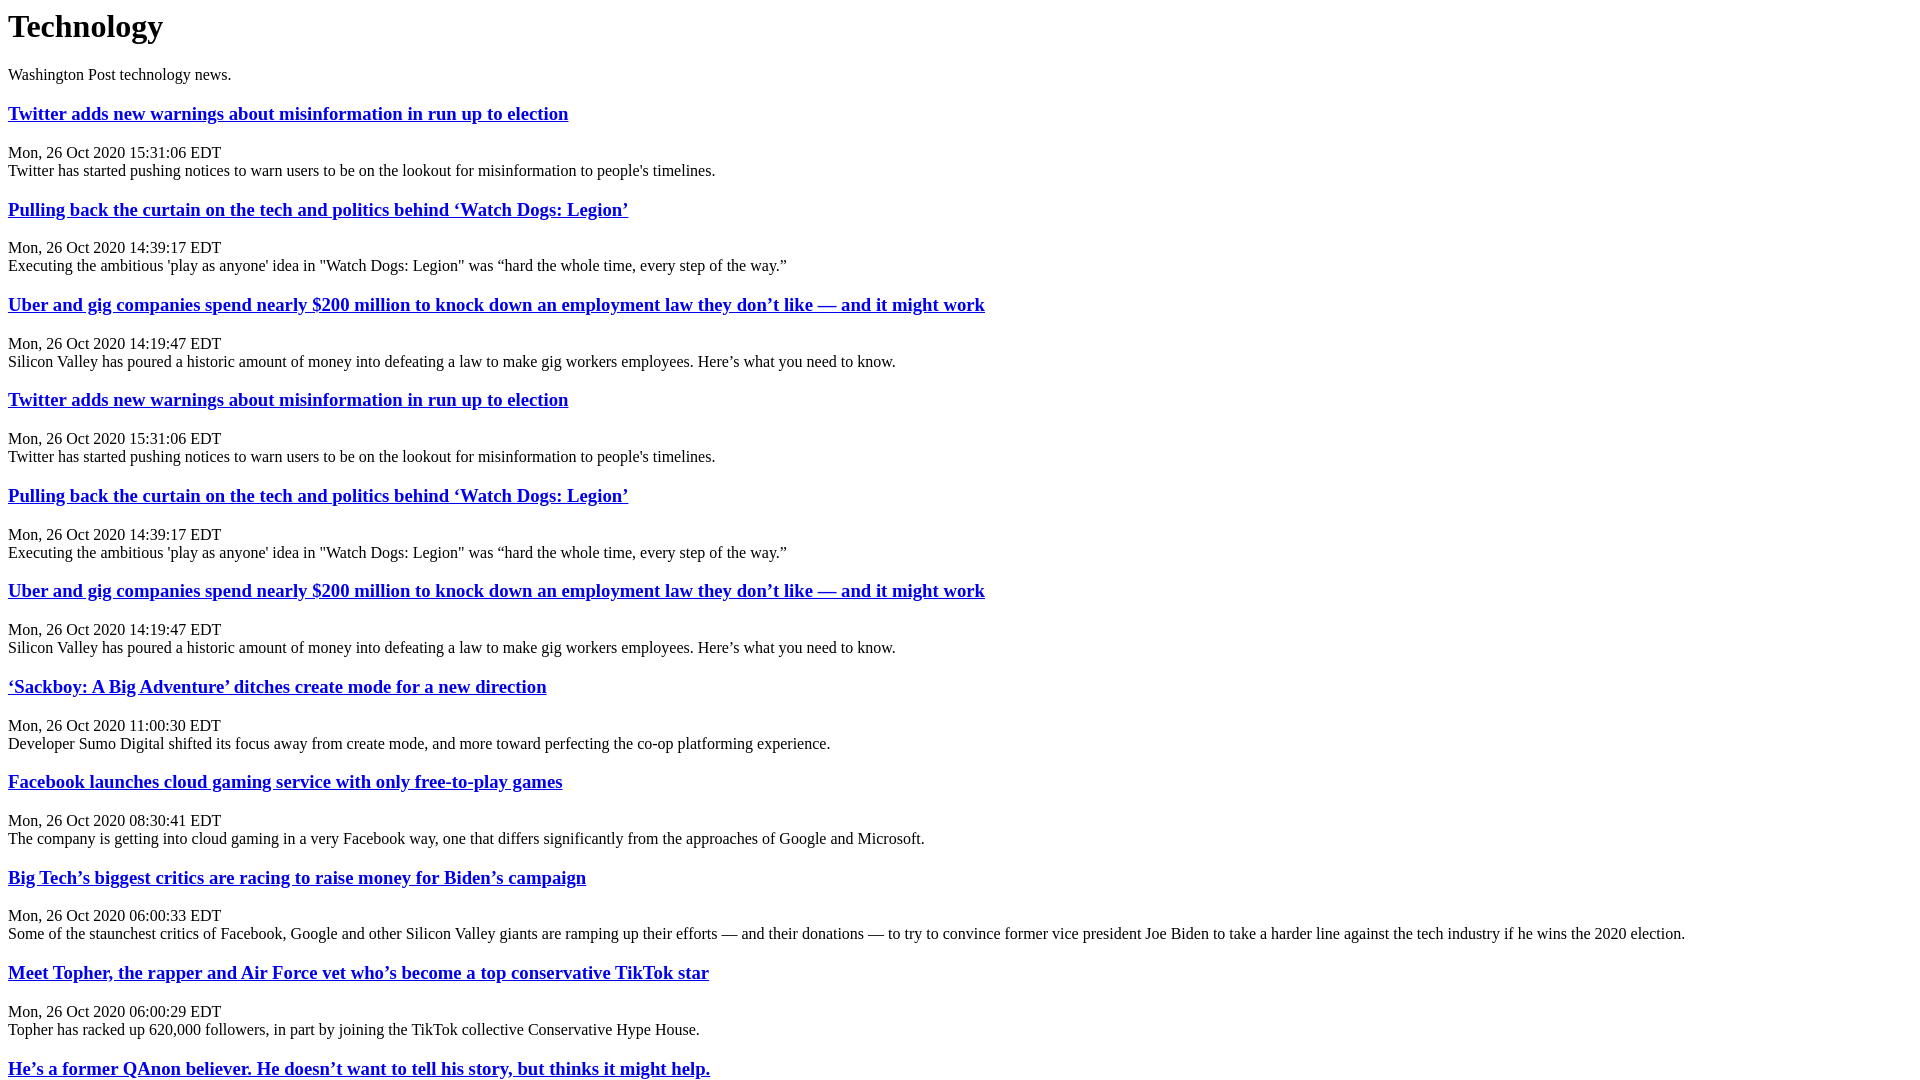 Technology
Washington Post technology news.
Twitter adds new warnings about misinformation in run up to election
Mon, 26 Oct 2020 15:31:06 EDT
Twitter has started pushing notices to warn users to be on the lookout for misinformation to people's timelines.
Pulling back the curtain on the tech and politics behind ‘Watch Dogs: Legion’
Mon, 26 Oct 2020 14:39:17 EDT
Executing the ambitious 'play as anyone' idea in "Watch Dogs: Legion" was “hard the whole time, every step of the way.”
Uber and gig companies spend nearly $200 million to knock down an employment law they don’t like — and it might work
Mon, 26 Oct 2020 14:19:47 EDT
Silicon Valley has poured a historic amount of money into defeating a law to make gig workers employees. Here’s what you need to know.
Twitter adds new warnings about misinformation in run up to election
Mon, 26 Oct 2020 15:31:06 EDT
Twitter has started pushing notices to warn users to be on the lookout for misinformation to people's timelines.
Pulling back the curtain on the tech and politics behind ‘Watch Dogs: Legion’
Mon, 26 Oct 2020 14:39:17 EDT
Executing the ambitious 'play as anyone' idea in "Watch Dogs: Legion" was “hard the whole time, every step of the way.”
Uber and gig companies spend nearly $200 million to knock down an employment law they don’t like — and it might work
Mon, 26 Oct 2020 14:19:47 EDT
Silicon Valley has poured a historic amount of money into defeating a law to make gig workers employees. Here’s what you need to know.
‘Sackboy: A Big Adventure’ ditches create mode for a new direction
Mon, 26 Oct 2020 11:00:30 EDT
Developer Sumo Digital shifted its focus away from create mode, and more toward perfecting the co-op platforming experience.
Facebook launches cloud gaming service with only free-to-play games
Mon, 26 Oct 2020 08:30:41 EDT
The company is getting into cloud gaming in a very Facebook way, one that differs significantly from the approaches of Google and Microsoft.
Big Tech’s biggest critics are racing to raise money for Biden’s campaign
Mon, 26 Oct 2020 06:00:33 EDT
Some of the staunchest critics of Facebook, Google and other Silicon Valley giants are ramping up their efforts — and their donations — to try to convince former vice president Joe Biden to take a harder line against the tech industry if he wins the 2020 election.
Meet Topher, the rapper and Air Force vet who’s become a top conservative TikTok star
Mon, 26 Oct 2020 06:00:29 EDT
Topher has racked up 620,000 followers, in part by joining the TikTok collective Conservative Hype House.
He’s a former QAnon believer. He doesn’t want to tell his story, but thinks it might help.